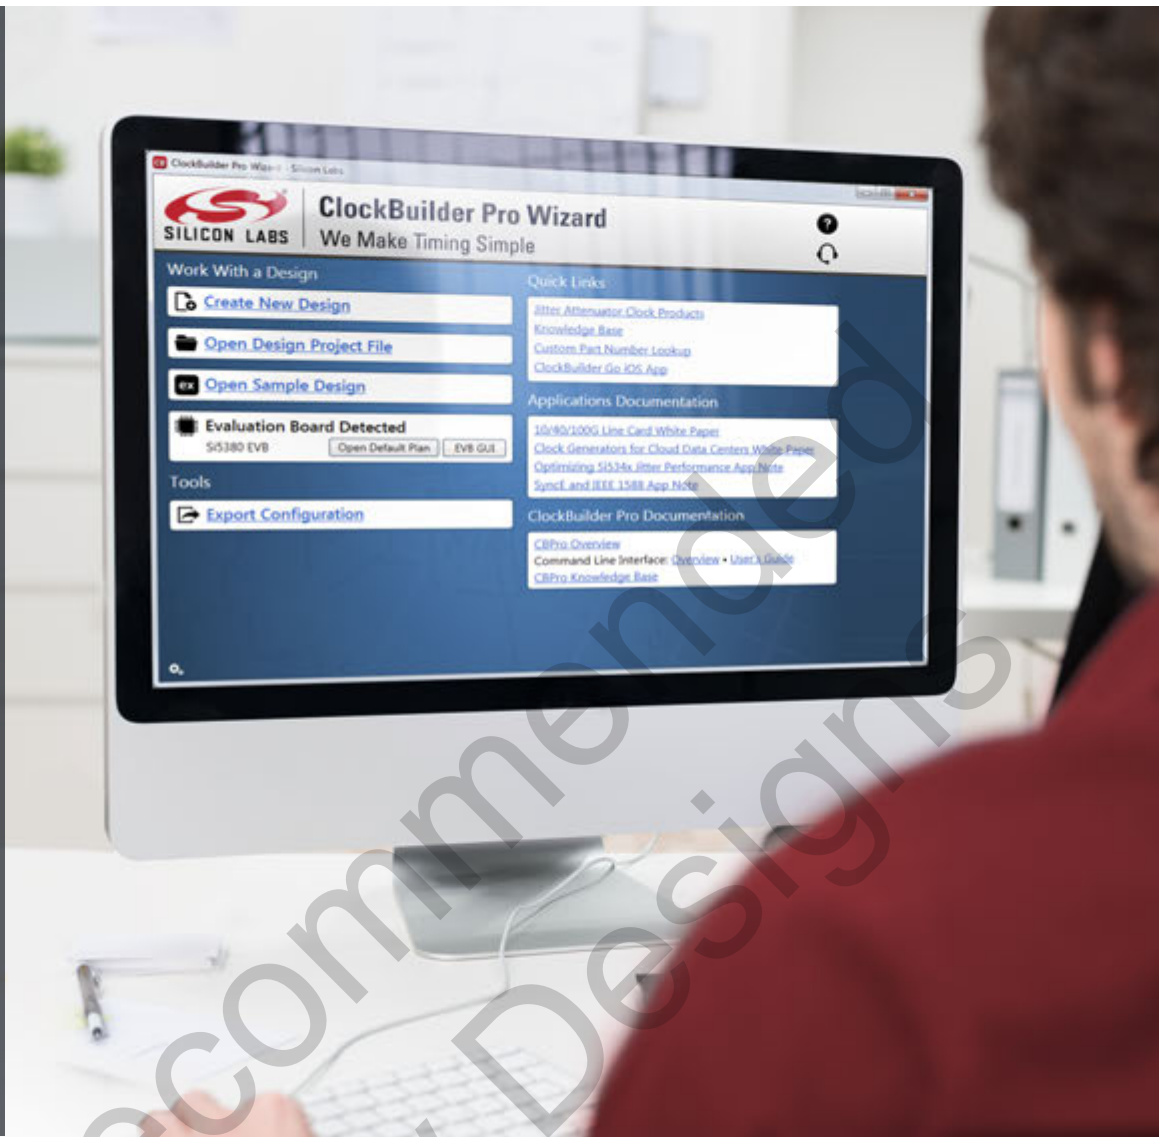 ClockBuilder Pro Wizard - Silicon Labs
SILICON LABS
ClockBuilder Pro Wizard
We Make Timing Simple
Work With a Design
Create New Design
Open Design Project File
ex Open Sample Design
Evaluation Board Detected
Si5380 EVB Open Default Plan EVB GUI
Tools
Export Configuration
Quick Links
Jitter Attenuator Clock Products
Knowledge Base
Custom Part Number Lookup
ClockBuilder Go iOS App
Applications Documentation
10/40/100G Line Card White Paper
Clock Generators for Cloud Data Centers White Paper
Optimizing Si534x Jitter Performance App Note
SyncE and IEEE 1588 App Note
ClockBuilder Pro Documentation
CBPro Overview
Command Line Interface: Overview • User's Guide
CBPro Knowledge Base
ecommended
Designs